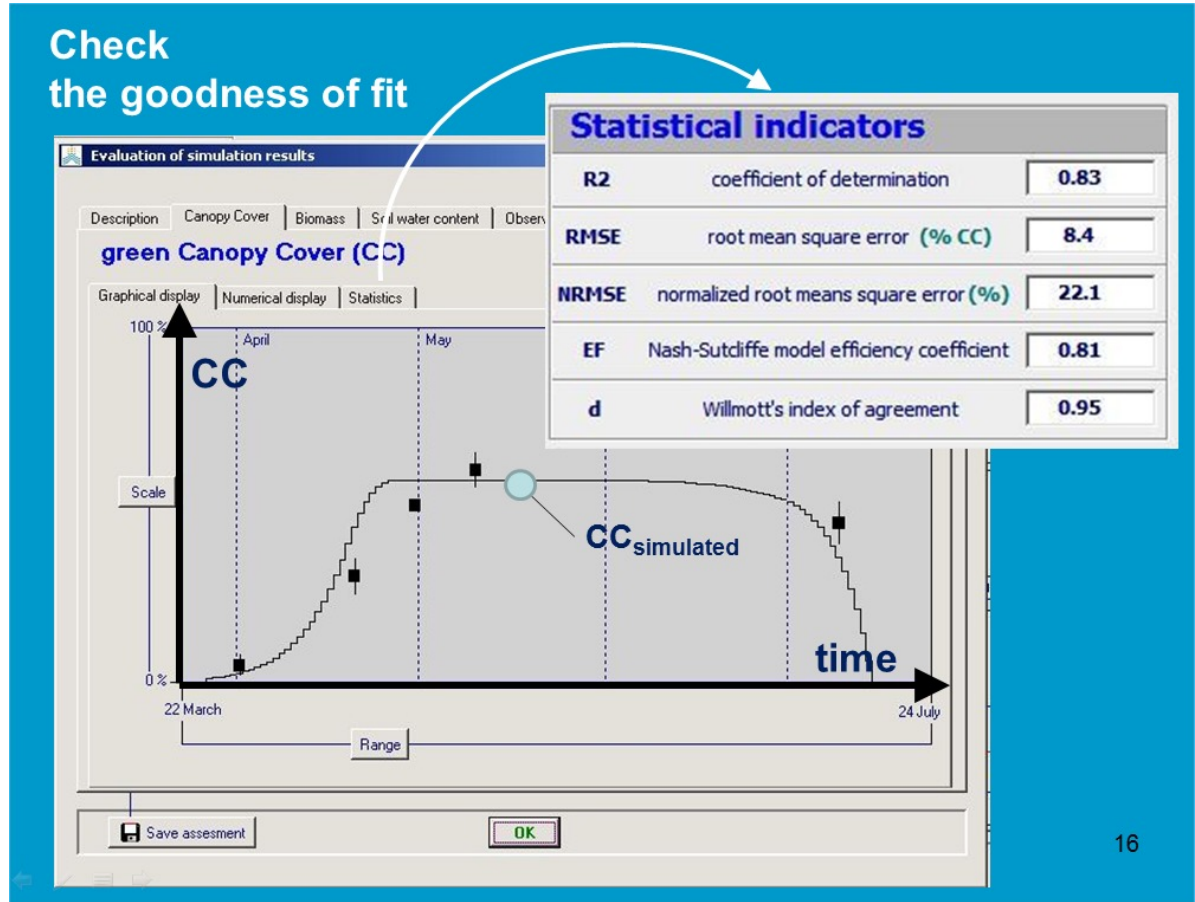 Check
the goodness of fit
Evaluation of simulation results
Description Canopy Cover Biomass Soil water content Observ
green Canopy Cover (CC)
Graphical display Numerical display Statistics
100 %
April
May
CC
Scale
CCsimulated
time
0 %
22 March
24 July
Range
Save assesment
OK
Statistical indicators
R2 coefficient of determination 0.83
RMSE root mean square error (% CC) 8.4
NRMSE normalized root means square error (%) 22.1
EF Nash-Sutcliffe model efficiency coefficient 0.81
d Willmott's index of agreement 0.95
16